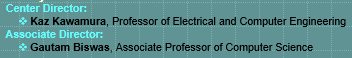 Center Director:
❖ Kaz Kawamura, Professor of Electrical and Computer Engineering
Associate Director:
❖ Gautam Biswas, Associate Professor of Computer Science